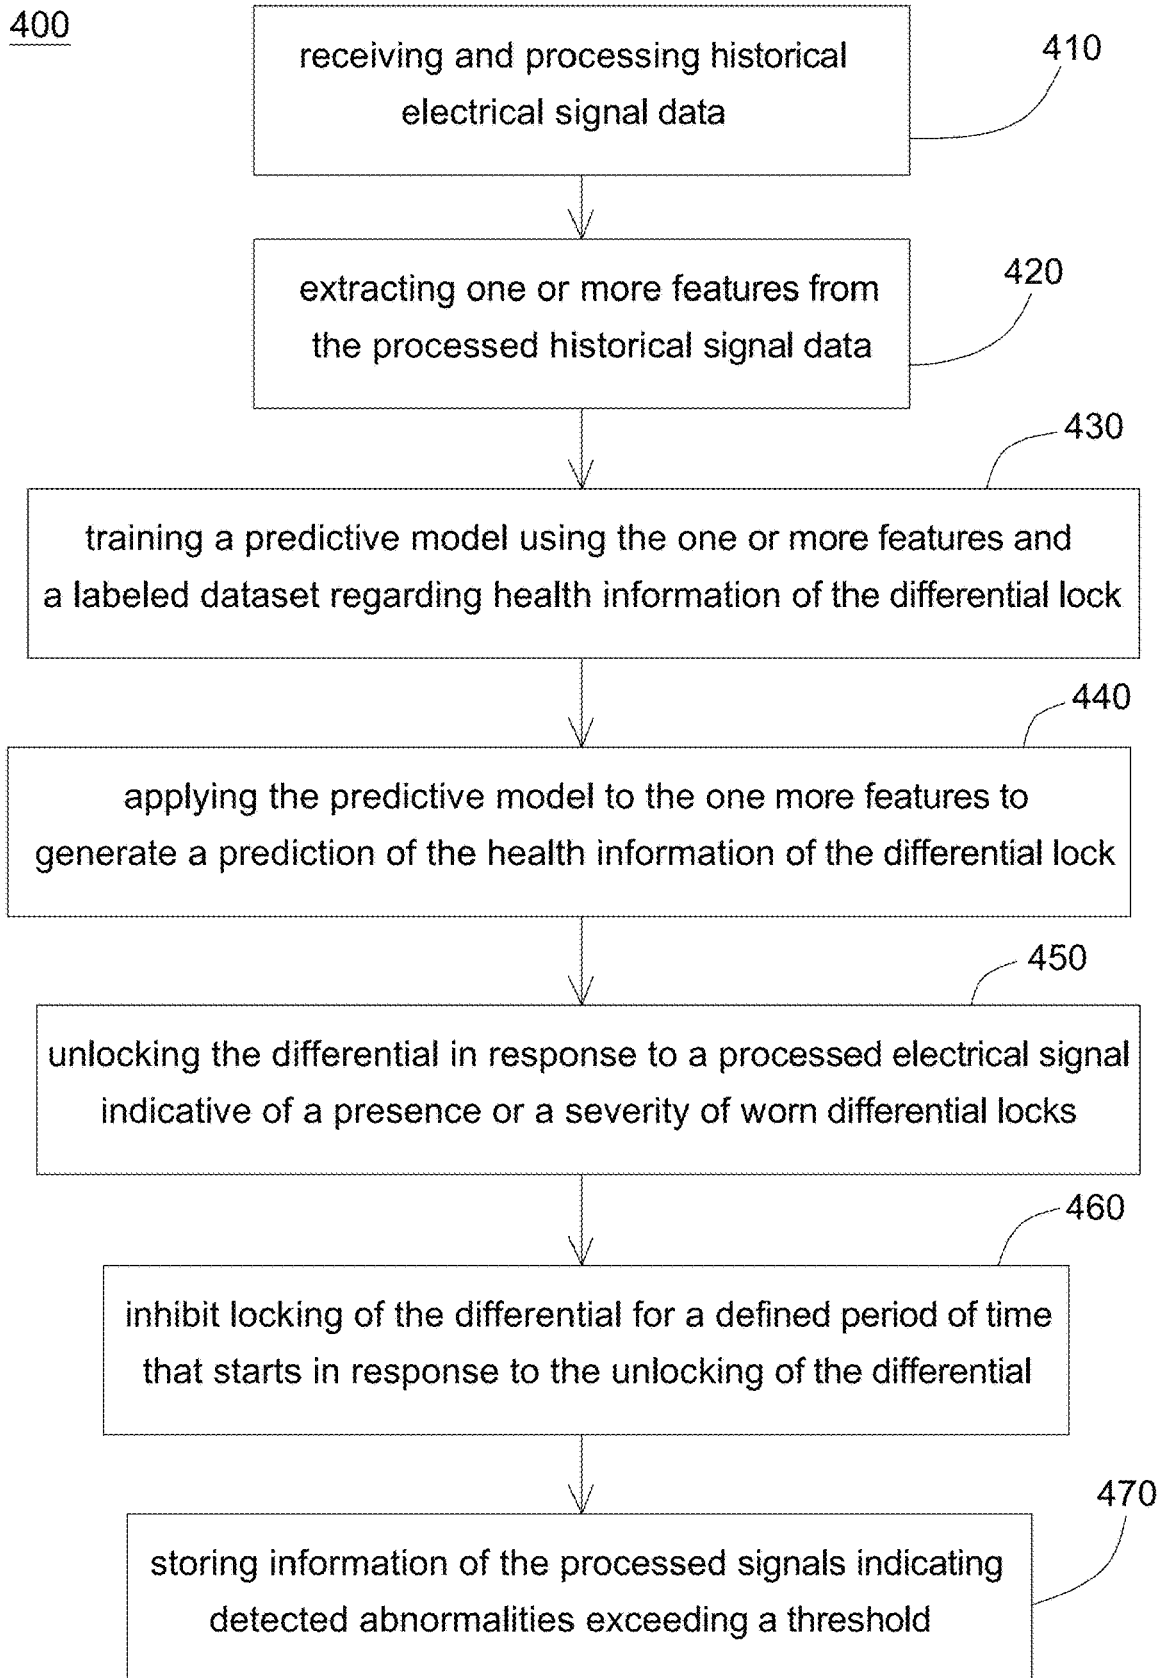 400
receiving and processing historical
electrical signal data
410
extracting one or more features from
the processed historical signal data
420
430
training a predictive model using the one or more features and
a labeled dataset regarding health information of the differential lock
440
applying the predictive model to the one more features to
generate a prediction of the health information of the differential lock
450
unlocking the differential in response to a processed electrical signal
indicative of a presence or a severity of worn differential locks
460
inhibit locking of the differential for a defined period of time
that starts in response to the unlocking of the differential
470
storing information of the processed signals indicating
detected abnormalities exceeding a threshold